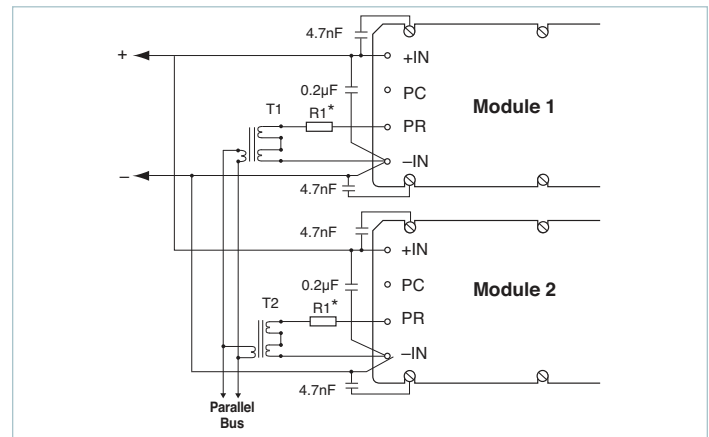 4.7nF
+
+IN
0.2µF
PC
Module 1
T1
R1*
PR
–IN
–
4.7nF
4.7nF
+IN
0.2µF
PC
Module 2
T2
R1*
PR
–IN
4.7nF
Parallel
Bus